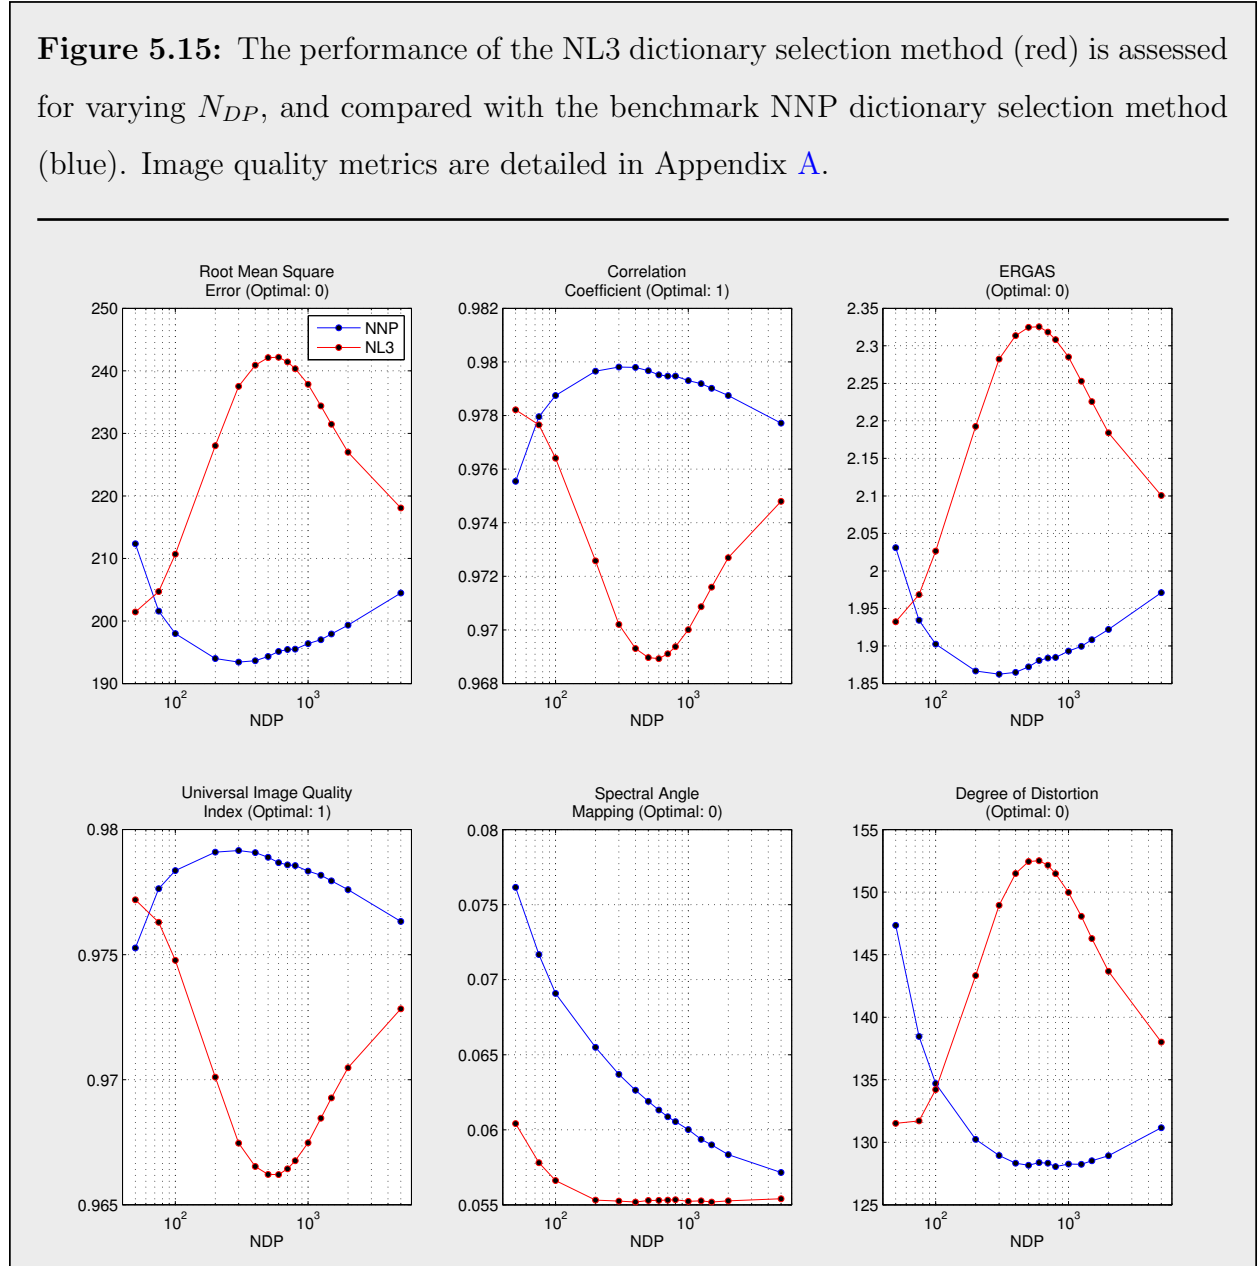 Figure 5.15: The performance of the NL3 dictionary selection method (red) is assessed
for varying N_DP, and compared with the benchmark NNP dictionary selection method
(blue). Image quality metrics are detailed in Appendix A.
Root Mean Square
Error (Optimal: 0)
250
240
230
220
210
200
190
10^2
10^3
NDP
NNP
NL3
Correlation
Coefficient (Optimal: 1)
0.982
0.98
0.978
0.976
0.974
0.972
0.97
0.968
10^2
10^3
NDP
ERGAS
(Optimal: 0)
2.35
2.3
2.25
2.2
2.15
2.1
2.05
2
1.95
1.9
1.85
10^2
10^3
NDP
Universal Image Quality
Index (Optimal: 1)
0.98
0.975
0.97
0.965
10^2
10^3
NDP
Spectral Angle
Mapping (Optimal: 0)
0.08
0.075
0.07
0.065
0.06
0.055
10^2
10^3
NDP
Degree of Distortion
(Optimal: 0)
155
150
145
140
135
130
125
10^2
10^3
NDP